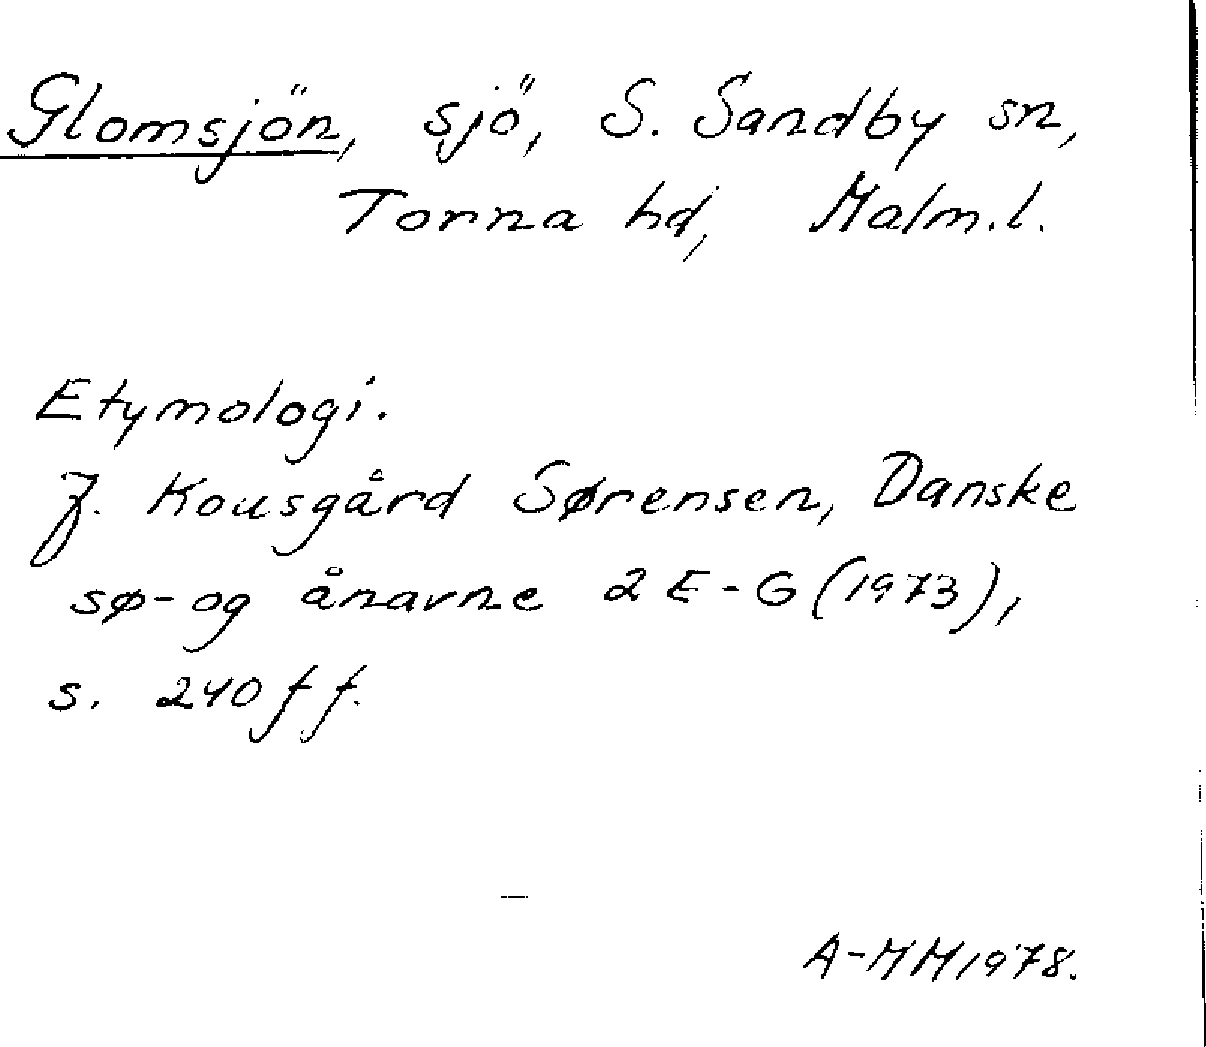 Glomsjön, sjö, S. Sandby sn,
Torna hd, Malm.l.
Etymologi.
J. Kousgård Sørensen, Danske
sø- og ånavne 2 E-G (1973),
s. 240 ff.
A-MM 1978.